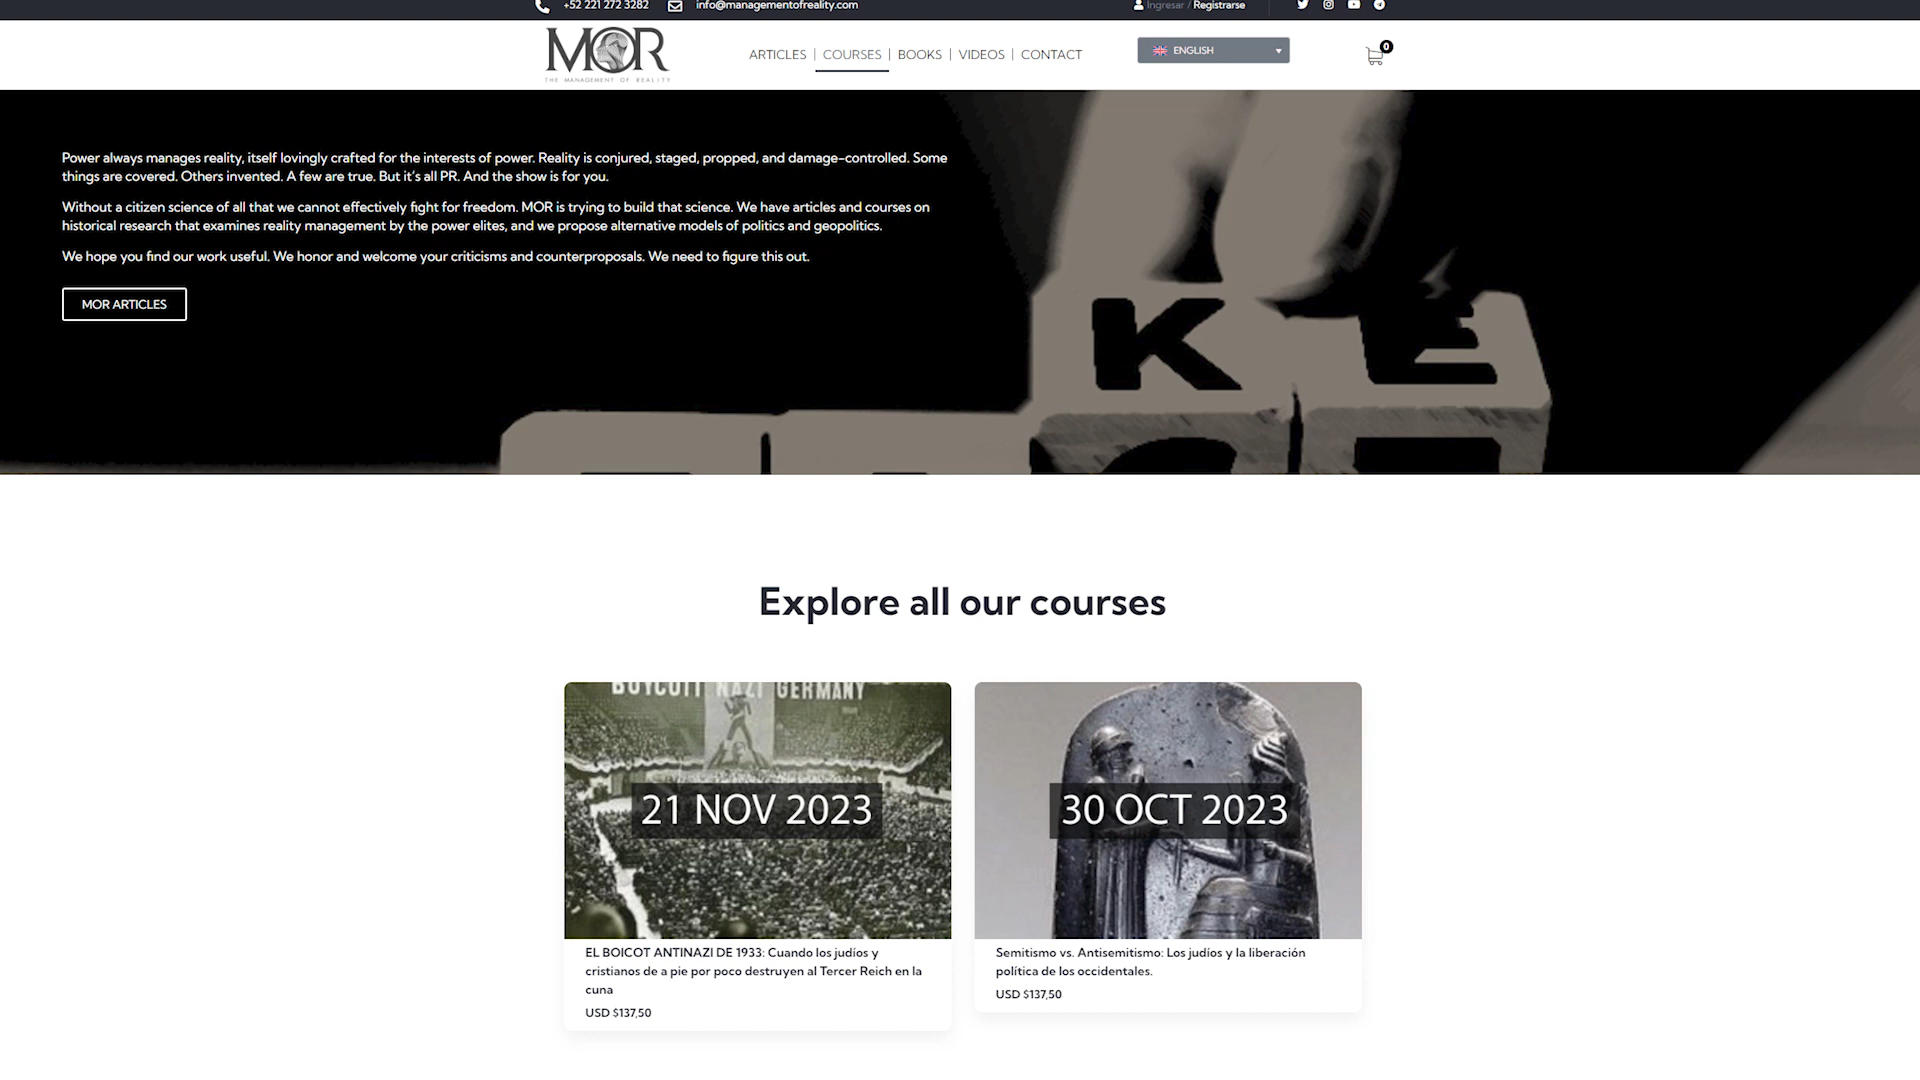 +52 221 272 3282 info@managementofreality.com Ingresar / Registrarse
MOR
THE MANAGEMENT OF REALITY
ARTICLES | COURSES | BOOKS | VIDEOS | CONTACT
ENGLISH
0
Power always manages reality, itself lovingly crafted for the interests of power. Reality is conjured, staged, propped, and damage-controlled. Some
things are covered. Others invented. A few are true. But it's all PR. And the show is for you.
Without a citizen science of all that we cannot effectively fight for freedom. MOR is trying to build that science. We have articles and courses on
historical research that examines reality management by the power elites, and we propose alternative models of politics and geopolitics.
We hope you find our work useful. We honor and welcome your criticisms and counterproposals. We need to figure this out.
MOR ARTICLES
K E
Explore all our courses
BOYCOTT NAZI GERMANY
21 NOV 2023
EL BOICOT ANTINAZI DE 1933: Cuando los judíos y
cristianos de a pie por poco destruyen al Tercer Reich en la
cuna
USD $137,50
30 OCT 2023
Semitismo vs. Antisemitismo: Los judíos y la liberación
política de los occidentales.
USD $137,50